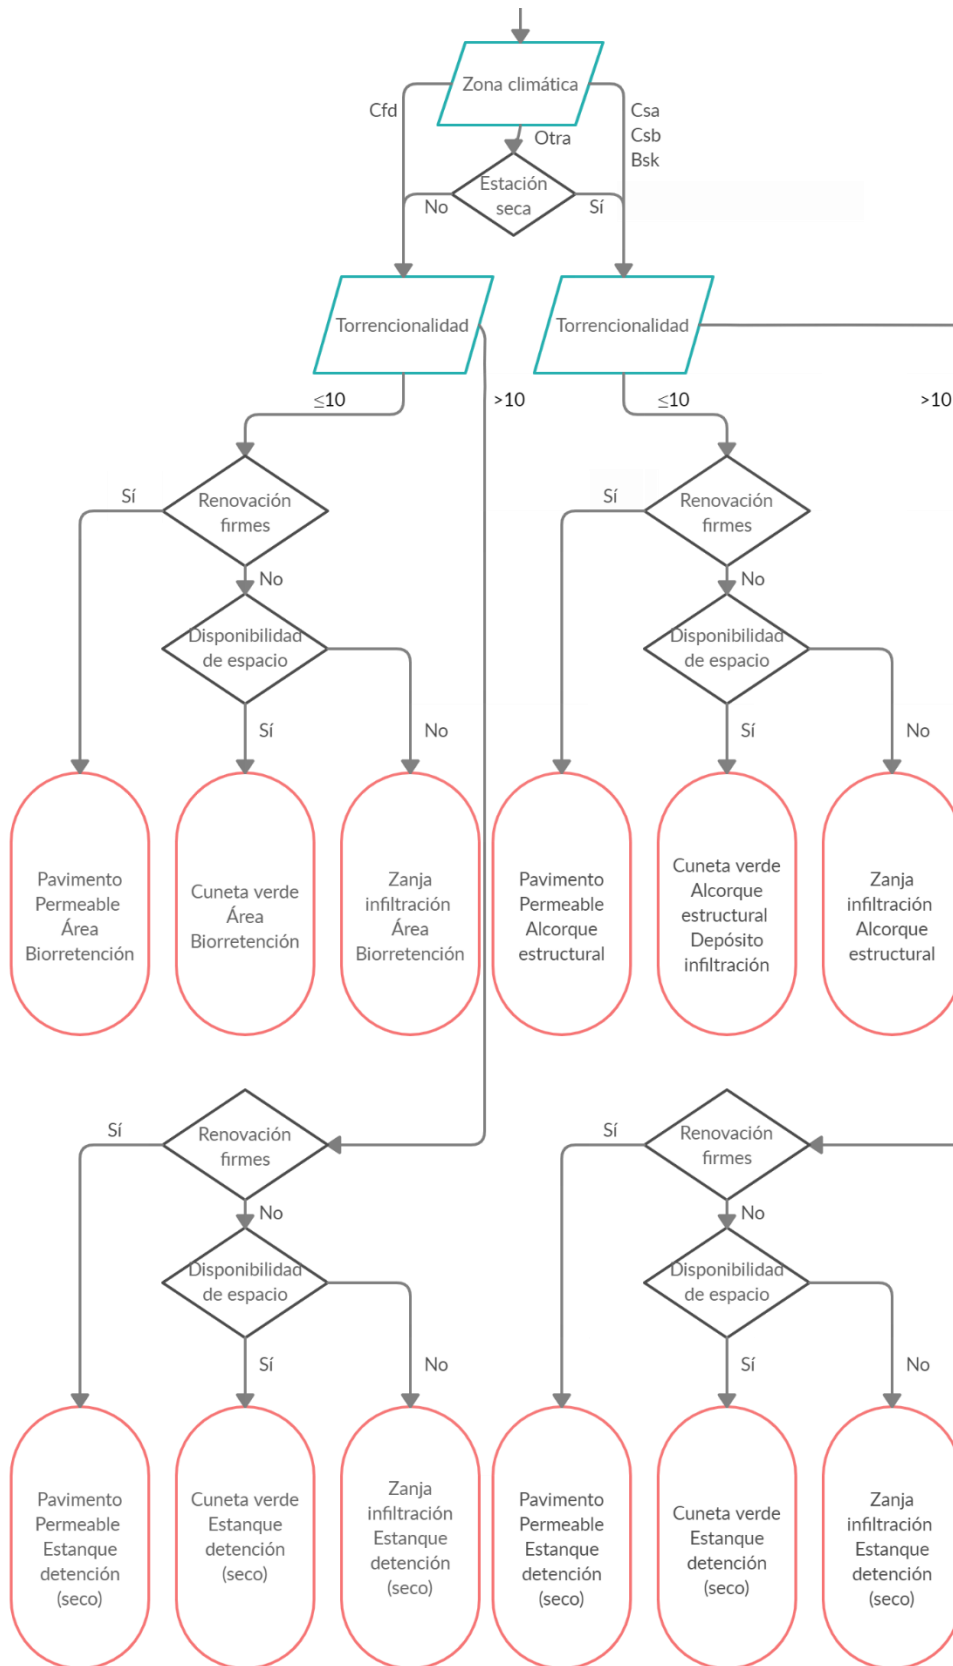 Zona climática
Cfd
Csa
Csb
Bsk
Otra
Estación
seca
No
Sí
Torrencionalidad
Torrencionalidad
≤10
>10
≤10
>10
Sí
Renovación
firmes
Sí
Renovación
firmes
No
No
Disponibilidad
de espacio
Disponibilidad
de espacio
Sí
No
Sí
No
Pavimento
Permeable
Área
Biorretención
Cuneta verde
Área
Biorretención
Zanja
infiltración
Área
Biorretención
Pavimento
Permeable
Alcorque
estructural
Cuneta verde
Alcorque
estructural
Depósito
infiltración
Zanja
infiltración
Alcorque
estructural
Sí
Renovación
firmes
Sí
Renovación
firmes
No
No
Disponibilidad
de espacio
Disponibilidad
de espacio
Sí
No
Sí
No
Pavimento
Permeable
Estanque
detención
(seco)
Cuneta verde
Estanque
detención
(seco)
Zanja
infiltración
Estanque
detención
(seco)
Pavimento
Permeable
Estanque
detención
(seco)
Cuneta verde
Estanque
detención
(seco)
Zanja
infiltración
Estanque
detención
(seco)